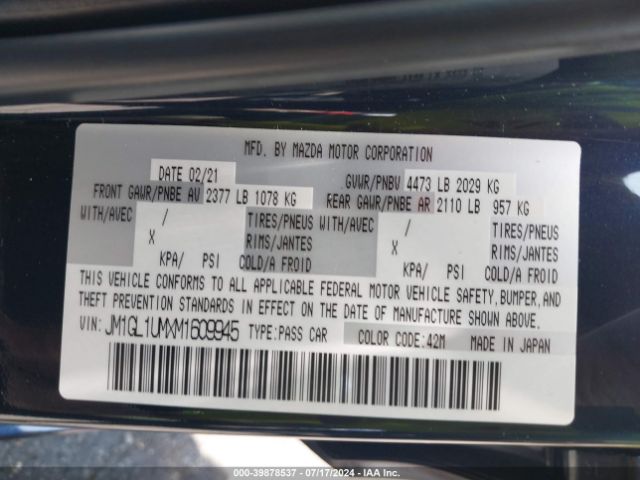 MFD. BY MAZDA MOTOR CORPORATION
DATE 02/21 GVWR/PNBV 4473 LB 2029 KG
FRONT GAWR/PNBE AV 2377 LB 1078 KG REAR GAWR/PNBE AR 2110 LB 957 KG
WITH/AVEC / TIRES/PNEUS WITH/AVEC / TIRES/PNEUS
X RIMS/JANTES X RIMS/JANTES
KPA/ PSI COLD/A FROID KPA/ PSI COLD/A FROID
THIS VEHICLE CONFORMS TO ALL APPLICABLE FEDERAL MOTOR VEHICLE SAFETY, BUMPER, AND
THEFT PREVENTION STANDARDS IN EFFECT ON THE DATE OF MANUFACTURE SHOWN ABOVE.
VIN: JM1GL1UMXM1609945 TYPE:PASS CAR COLOR CODE:42M MADE IN JAPAN
000-39878537 - 07/17/2024 - IAA Inc.